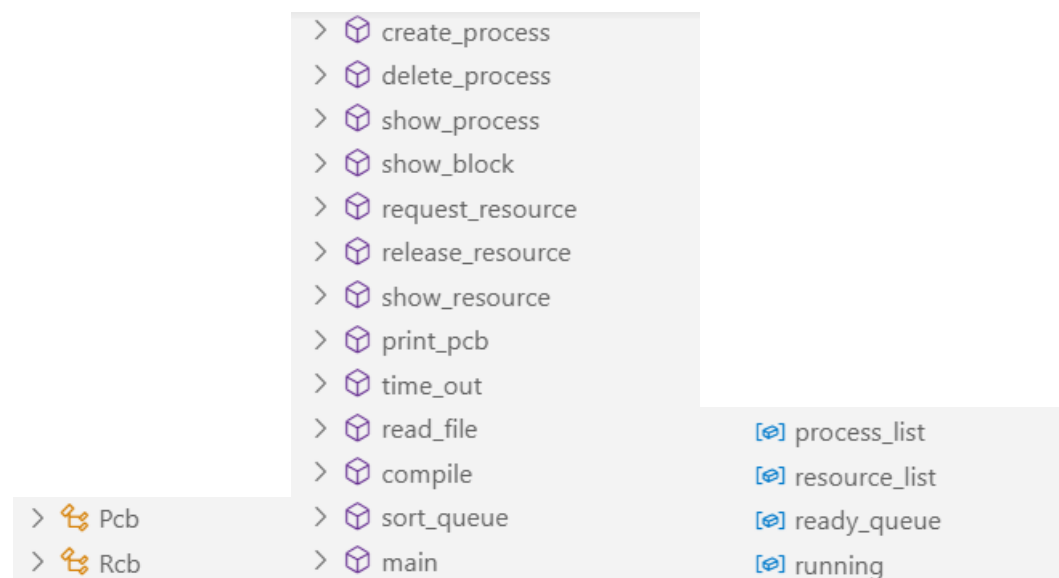 create_process
delete_process
show_process
show_block
request_resource
release_resource
show_resource
print_pcb
time_out
read_file
compile
sort_queue
main
Pcb
Rcb
process_list
resource_list
ready_queue
running